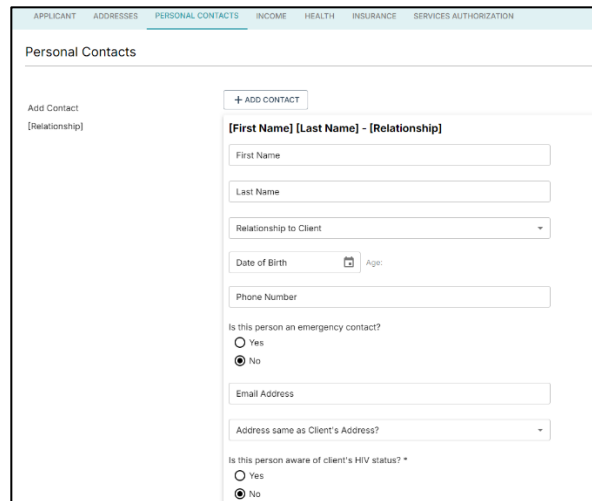 APPLICANT ADDRESSES PERSONAL CONTACTS INCOME HEALTH INSURANCE SERVICES AUTHORIZATION
Personal Contacts
Add Contact
[Relationship]
+ ADD CONTACT
[First Name] [Last Name] - [Relationship]
First Name
Last Name
Relationship to Client
Date of Birth Age:
Phone Number
Is this person an emergency contact?
Yes
No
Email Address
Address same as Client's Address?
Is this person aware of client's HIV status? *
Yes
No